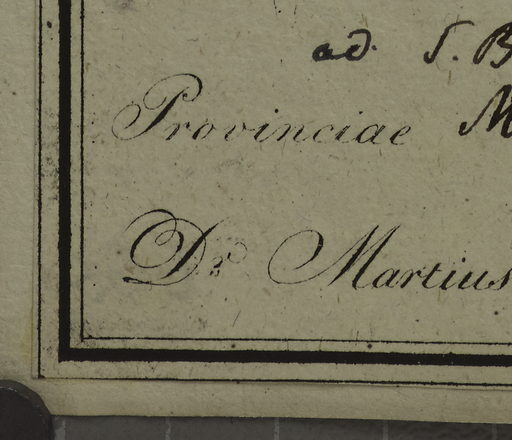 ad. S. B
Provinciae M
Dr. Martius